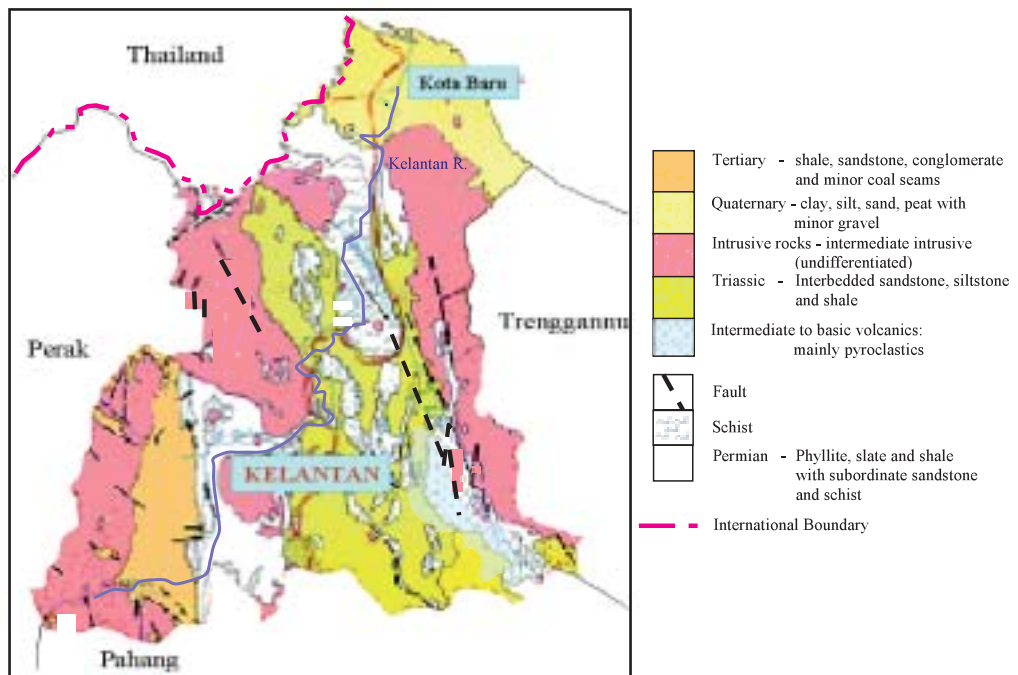 Thailand
Kota Baru
Kelantan R.
Perak
Trengganu
KELANTAN
Pahang
Tertiary - shale, sandstone, conglomerate
and minor coal seams
Quaternary - clay, silt, sand, peat with
minor gravel
Intrusive rocks - intermediate intrusive
(undifferentiated)
Triassic - Interbedded sandstone, siltstone
and shale
Intermediate to basic volcanics:
mainly pyroclastics
Fault
Schist
Permian - Phyllite, slate and shale
with subordinate sandstone
and schist
International Boundary